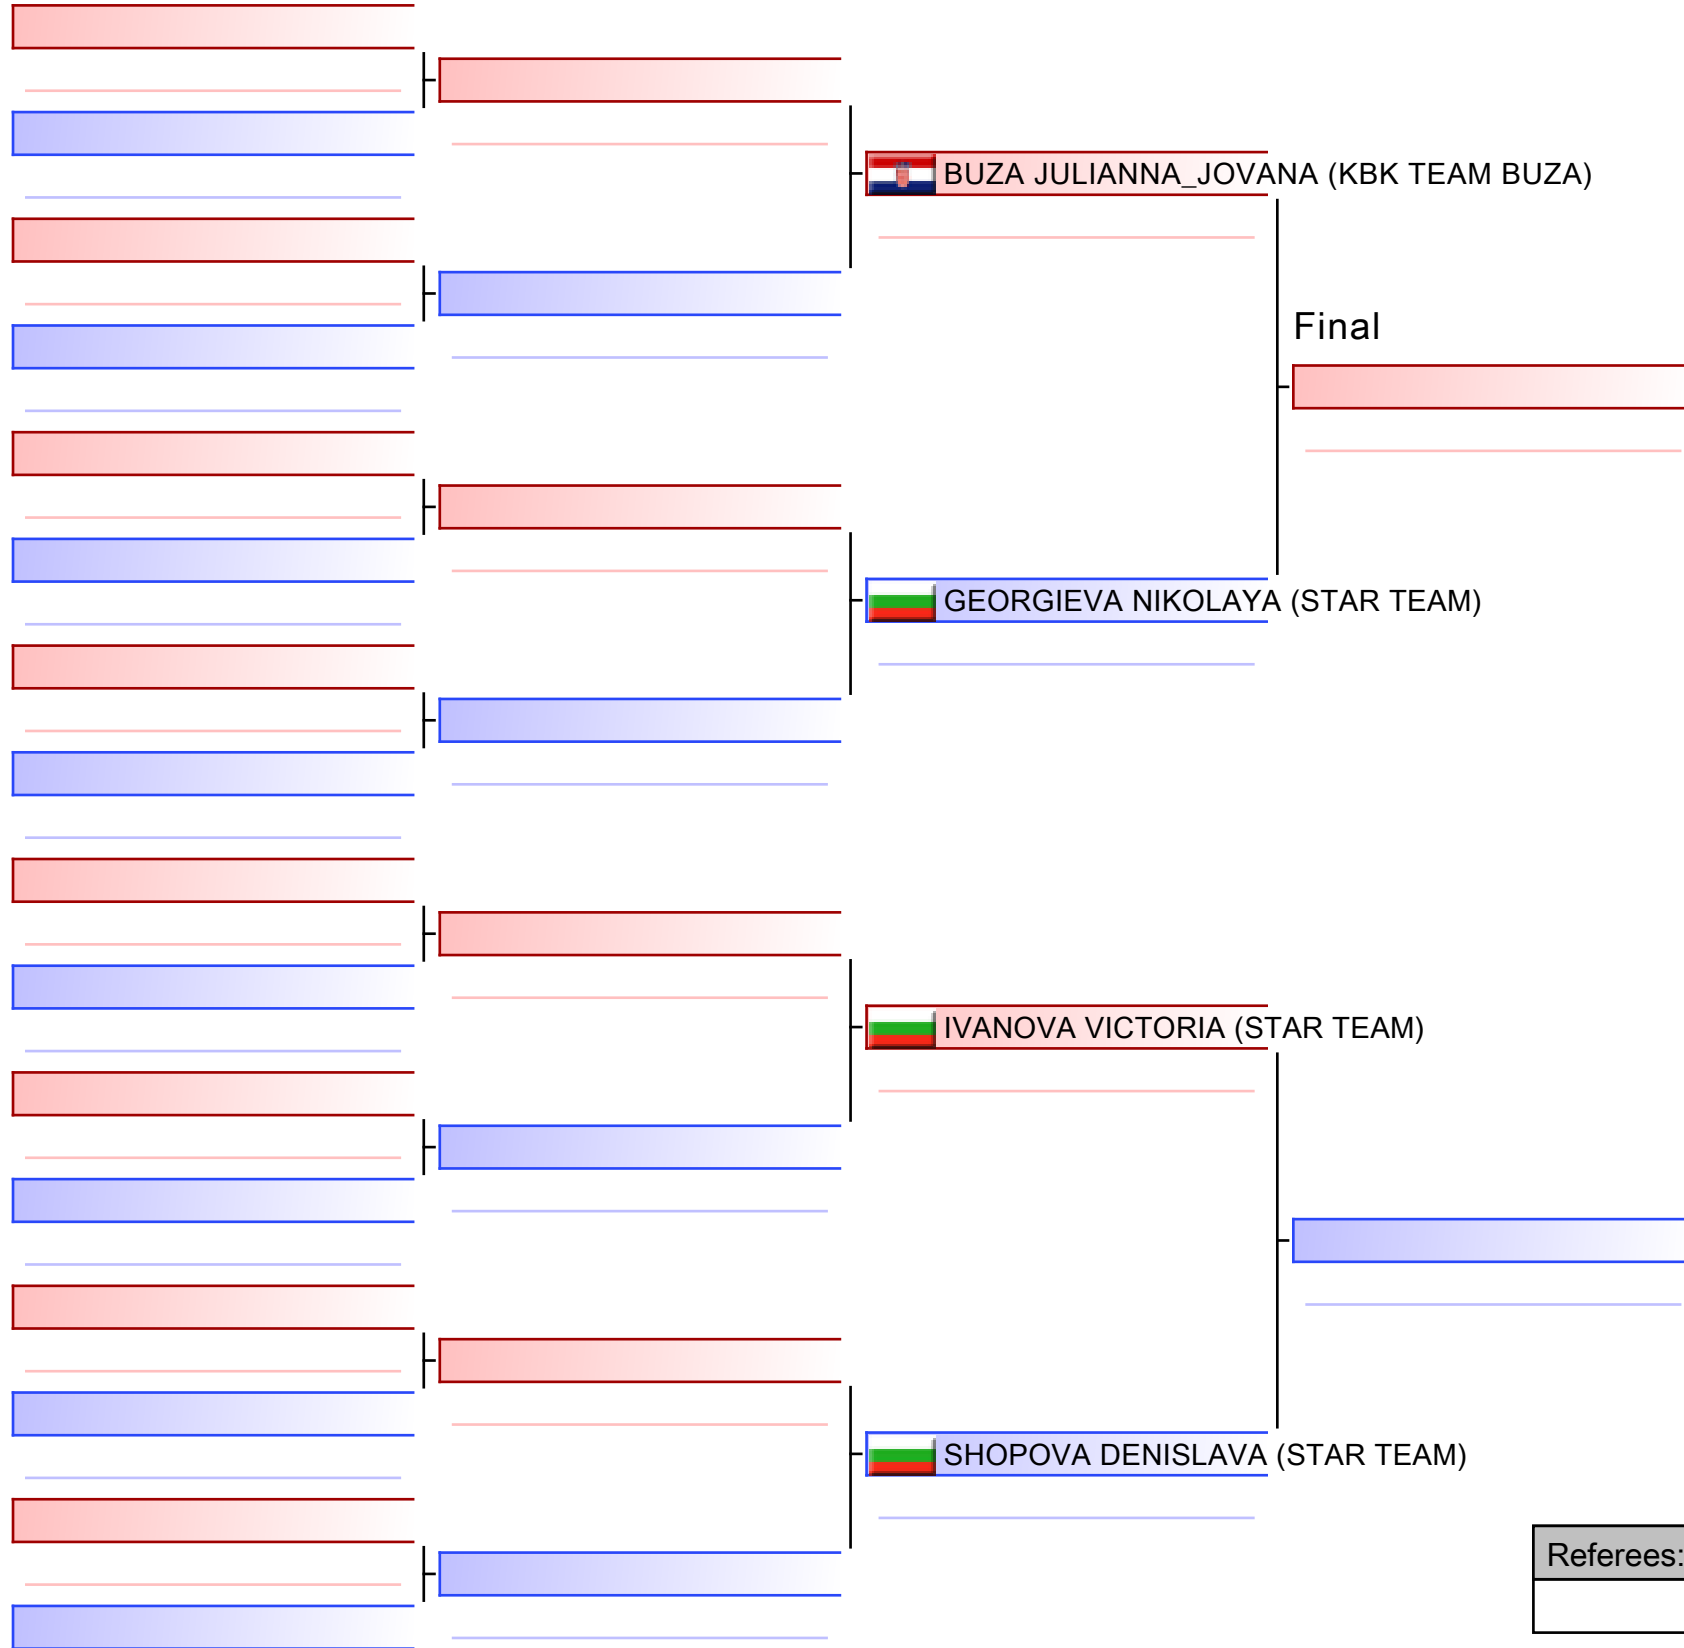 BUZA JULIANNA_JOVANA (KBK TEAM BUZA)
Final
GEORGIEVA NIKOLAYA (STAR TEAM)
IVANOVA VICTORIA (STAR TEAM)
SHOPOVA DENISLAVA (STAR TEAM)
Referees: